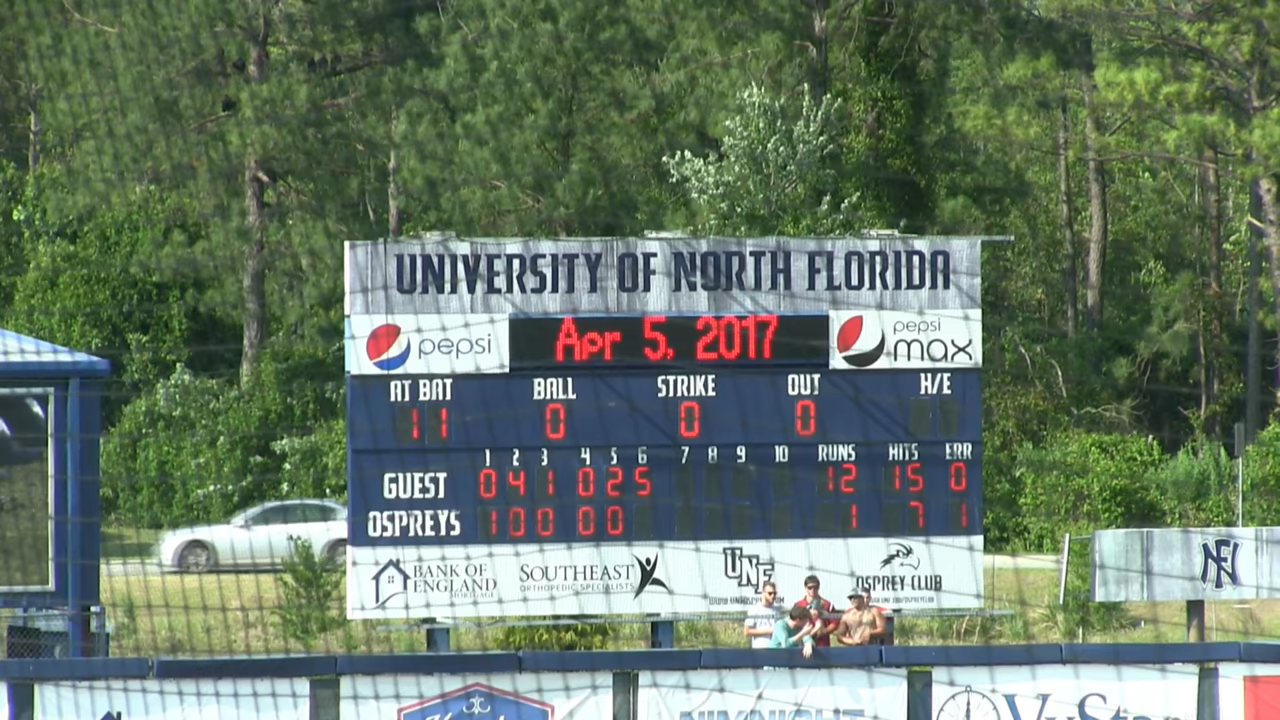 UNIVERSITY OF NORTH FLORIDA
pepsi Apr 5, 2017 pepsi max
AT BAT BALL STRIKE OUT H/E
11 0 0 0
1 2 3 4 5 6 7 8 9 10 RUNS HITS ERR
GUEST 0 4 1 0 2 5 12 15 0
OSPREYS 1 0 0 0 0 1 7 1
BANK OF ENGLAND MORTGAGE
SOUTHEAST ORTHOPEDIC SPECIALISTS
UNF
OSPREY CLUB
NF